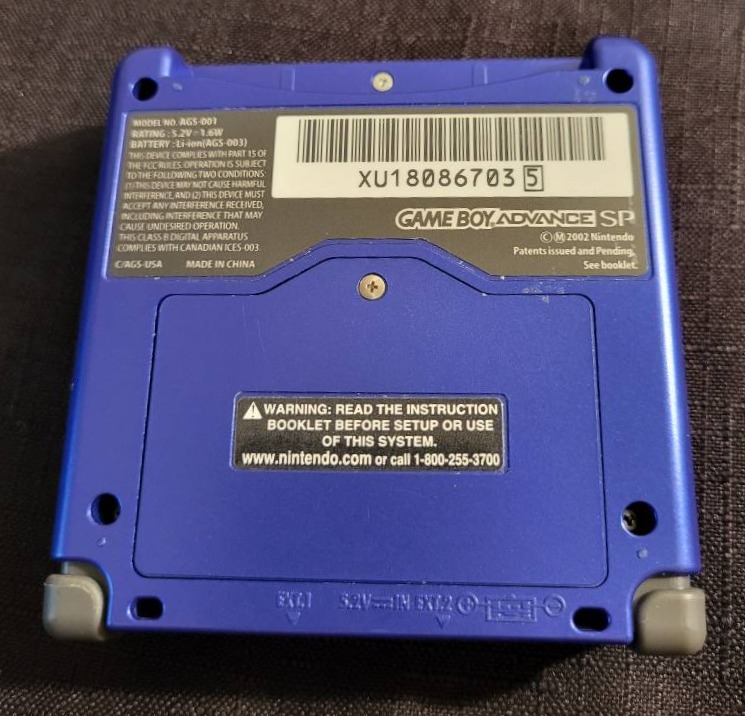 MODEL NO. AGS-001
RATING : 5.2V⎓1.6W
BATTERY : Li-ion(AGS-003)
THIS DEVICE COMPLIES WITH PART 15 OF
THE FCC RULES. OPERATION IS SUBJECT
TO THE FOLLOWING TWO CONDITIONS:
(1) THIS DEVICE MAY NOT CAUSE HARMFUL
INTERFERENCE, AND (2) THIS DEVICE MUST
ACCEPT ANY INTERFERENCE RECEIVED,
INCLUDING INTERFERENCE THAT MAY
CAUSE UNDESIRED OPERATION.
THIS CLASS B DIGITAL APPARATUS
COMPLIES WITH CANADIAN ICES-003.
C/AGS-USA MADE IN CHINA
XU18086703 5
GAME BOY ADVANCE SP
© Ⓜ 2002 Nintendo
Patents issued and Pending.
See booklet.
⚠ WARNING: READ THE INSTRUCTION
BOOKLET BEFORE SETUP OR USE
OF THIS SYSTEM.
www.nintendo.com or call 1-800-255-3700
EXT.1 5.2V⎓IN EXT.2